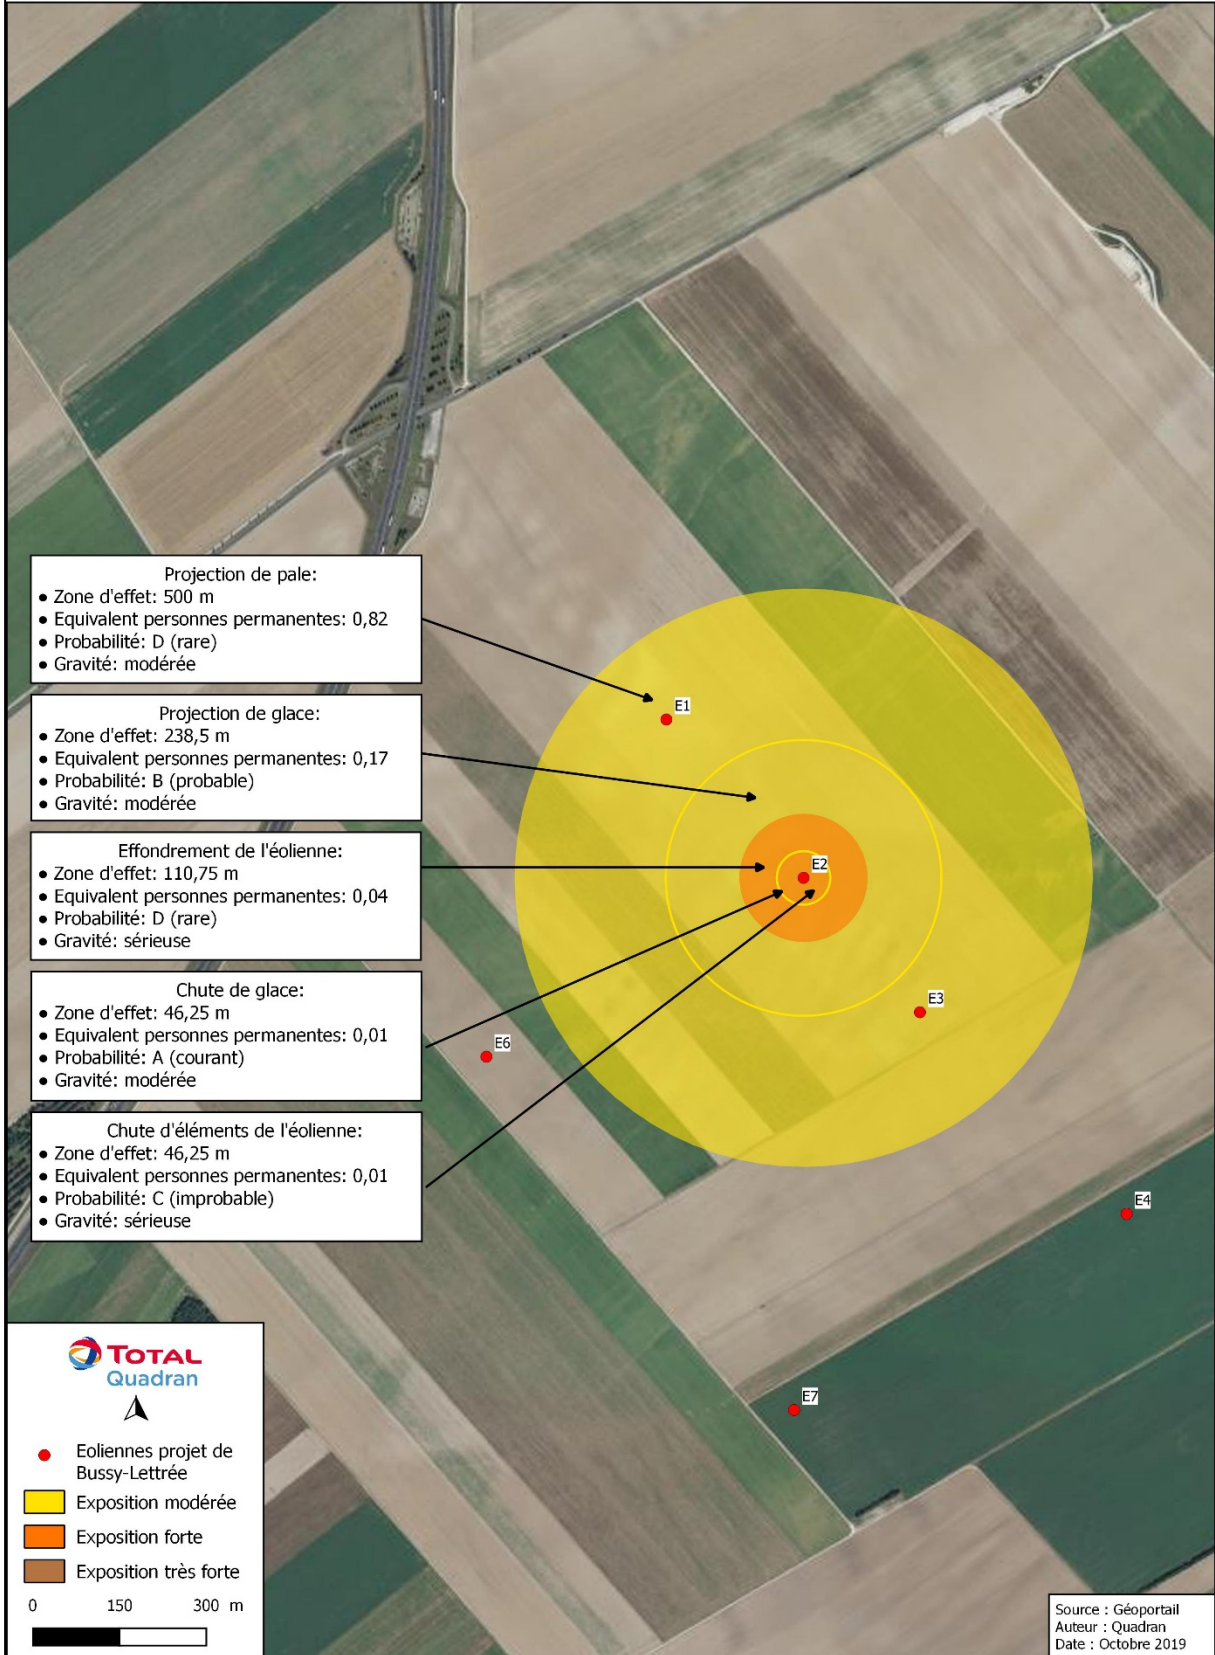 Projection de pale:
• Zone d'effet: 500 m
• Equivalent personnes permanentes: 0,82
• Probabilité: D (rare)
• Gravité: modérée
Projection de glace:
• Zone d'effet: 238,5 m
• Equivalent personnes permanentes: 0,17
• Probabilité: B (probable)
• Gravité: modérée
Effondrement de l'éolienne:
• Zone d'effet: 110,75 m
• Equivalent personnes permanentes: 0,04
• Probabilité: D (rare)
• Gravité: sérieuse
Chute de glace:
• Zone d'effet: 46,25 m
• Equivalent personnes permanentes: 0,01
• Probabilité: A (courant)
• Gravité: modérée
Chute d'éléments de l'éolienne:
• Zone d'effet: 46,25 m
• Equivalent personnes permanentes: 0,01
• Probabilité: C (improbable)
• Gravité: sérieuse
E1
E2
E3
E6
E4
E7
TOTAL
Quadran
Eoliennes projet de
Bussy-Lettrée
Exposition modérée
Exposition forte
Exposition très forte
0 150 300 m
Source : Géoportail
Auteur : Quadran
Date : Octobre 2019